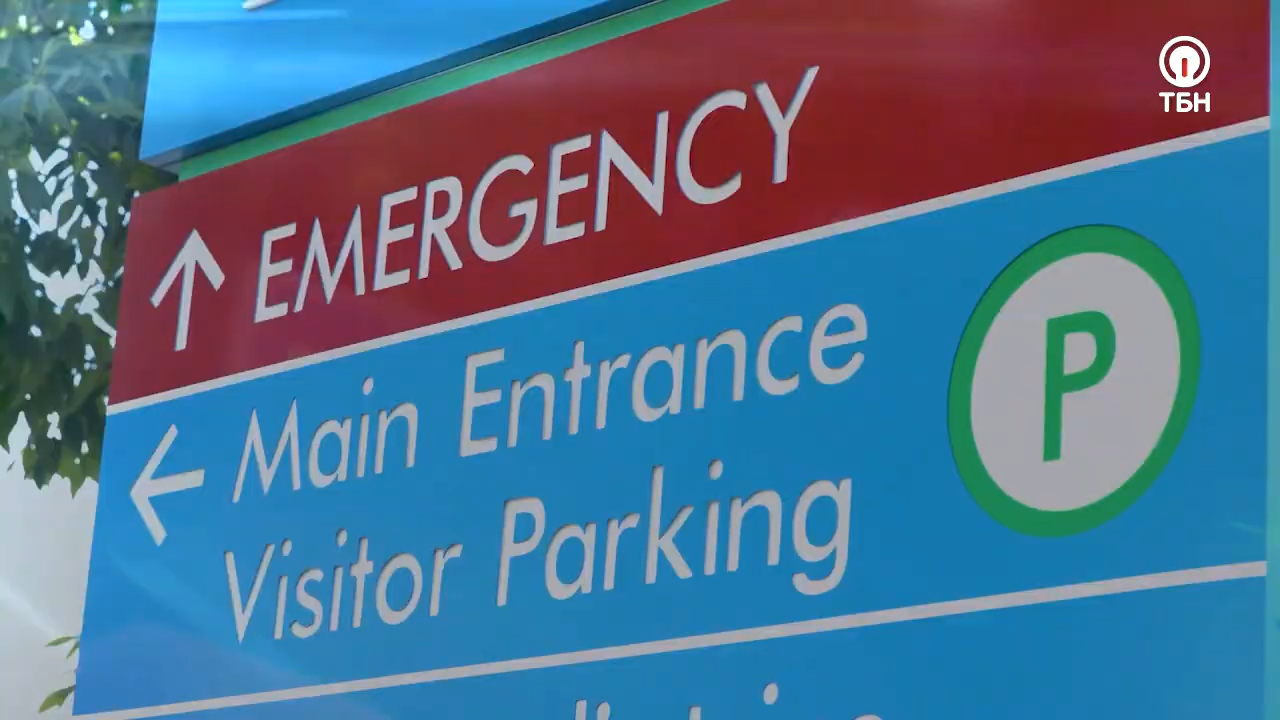 ТБН
EMERGENCY
Main Entrance
Visitor Parking
P